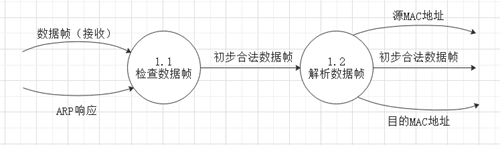 数据帧（接收）
ARP响应
1.1
检查数据帧
初步合法数据帧
1.2
解析数据帧
源MAC地址
初步合法数据帧
目的MAC地址